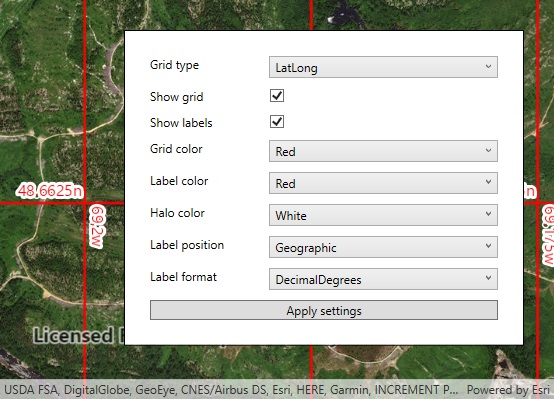 Grid type
LatLong
Show grid
Show labels
Grid color
Red
Label color
Red
48,6625n
n
Halo color
White
69,2w
69,175w
Label position
Geographic
Label format
DecimalDegrees
Apply settings
Licensed
USDA FSA, DigitalGlobe, GeoEye, CNES/Airbus DS, Esri, HERE, Garmin, INCREMENT P... Powered by Esri